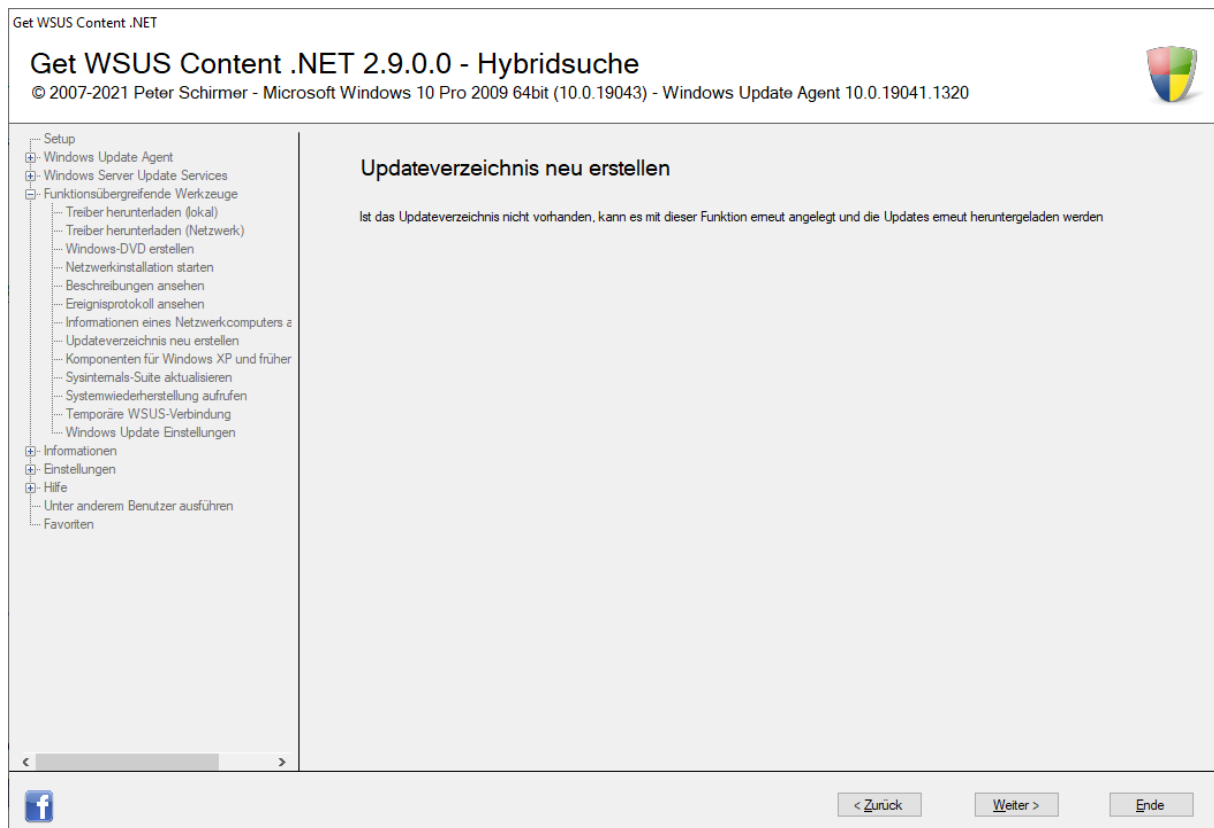 Get WSUS Content .NET
Get WSUS Content .NET 2.9.0.0 - Hybridsuche
© 2007-2021 Peter Schirmer - Microsoft Windows 10 Pro 2009 64bit (10.0.19043) - Windows Update Agent 10.0.19041.1320
Setup
Windows Update Agent
Windows Server Update Services
Funktionsübergreifende Werkzeuge
Treiber herunterladen (lokal)
Treiber herunterladen (Netzwerk)
Windows-DVD erstellen
Netzwerkinstallation starten
Beschreibungen ansehen
Ereignisprotokoll ansehen
Informationen eines Netzwerkcomputers a
Updateverzeichnis neu erstellen
Komponenten für Windows XP und früher
Sysinternals-Suite aktualisieren
Systemwiederherstellung aufrufen
Temporäre WSUS-Verbindung
Windows Update Einstellungen
Informationen
Einstellungen
Hilfe
Unter anderem Benutzer ausführen
Favoriten
Updateverzeichnis neu erstellen
Ist das Updateverzeichnis nicht vorhanden, kann es mit dieser Funktion erneut angelegt und die Updates erneut heruntergeladen werden
< Zurück
Weiter >
Ende